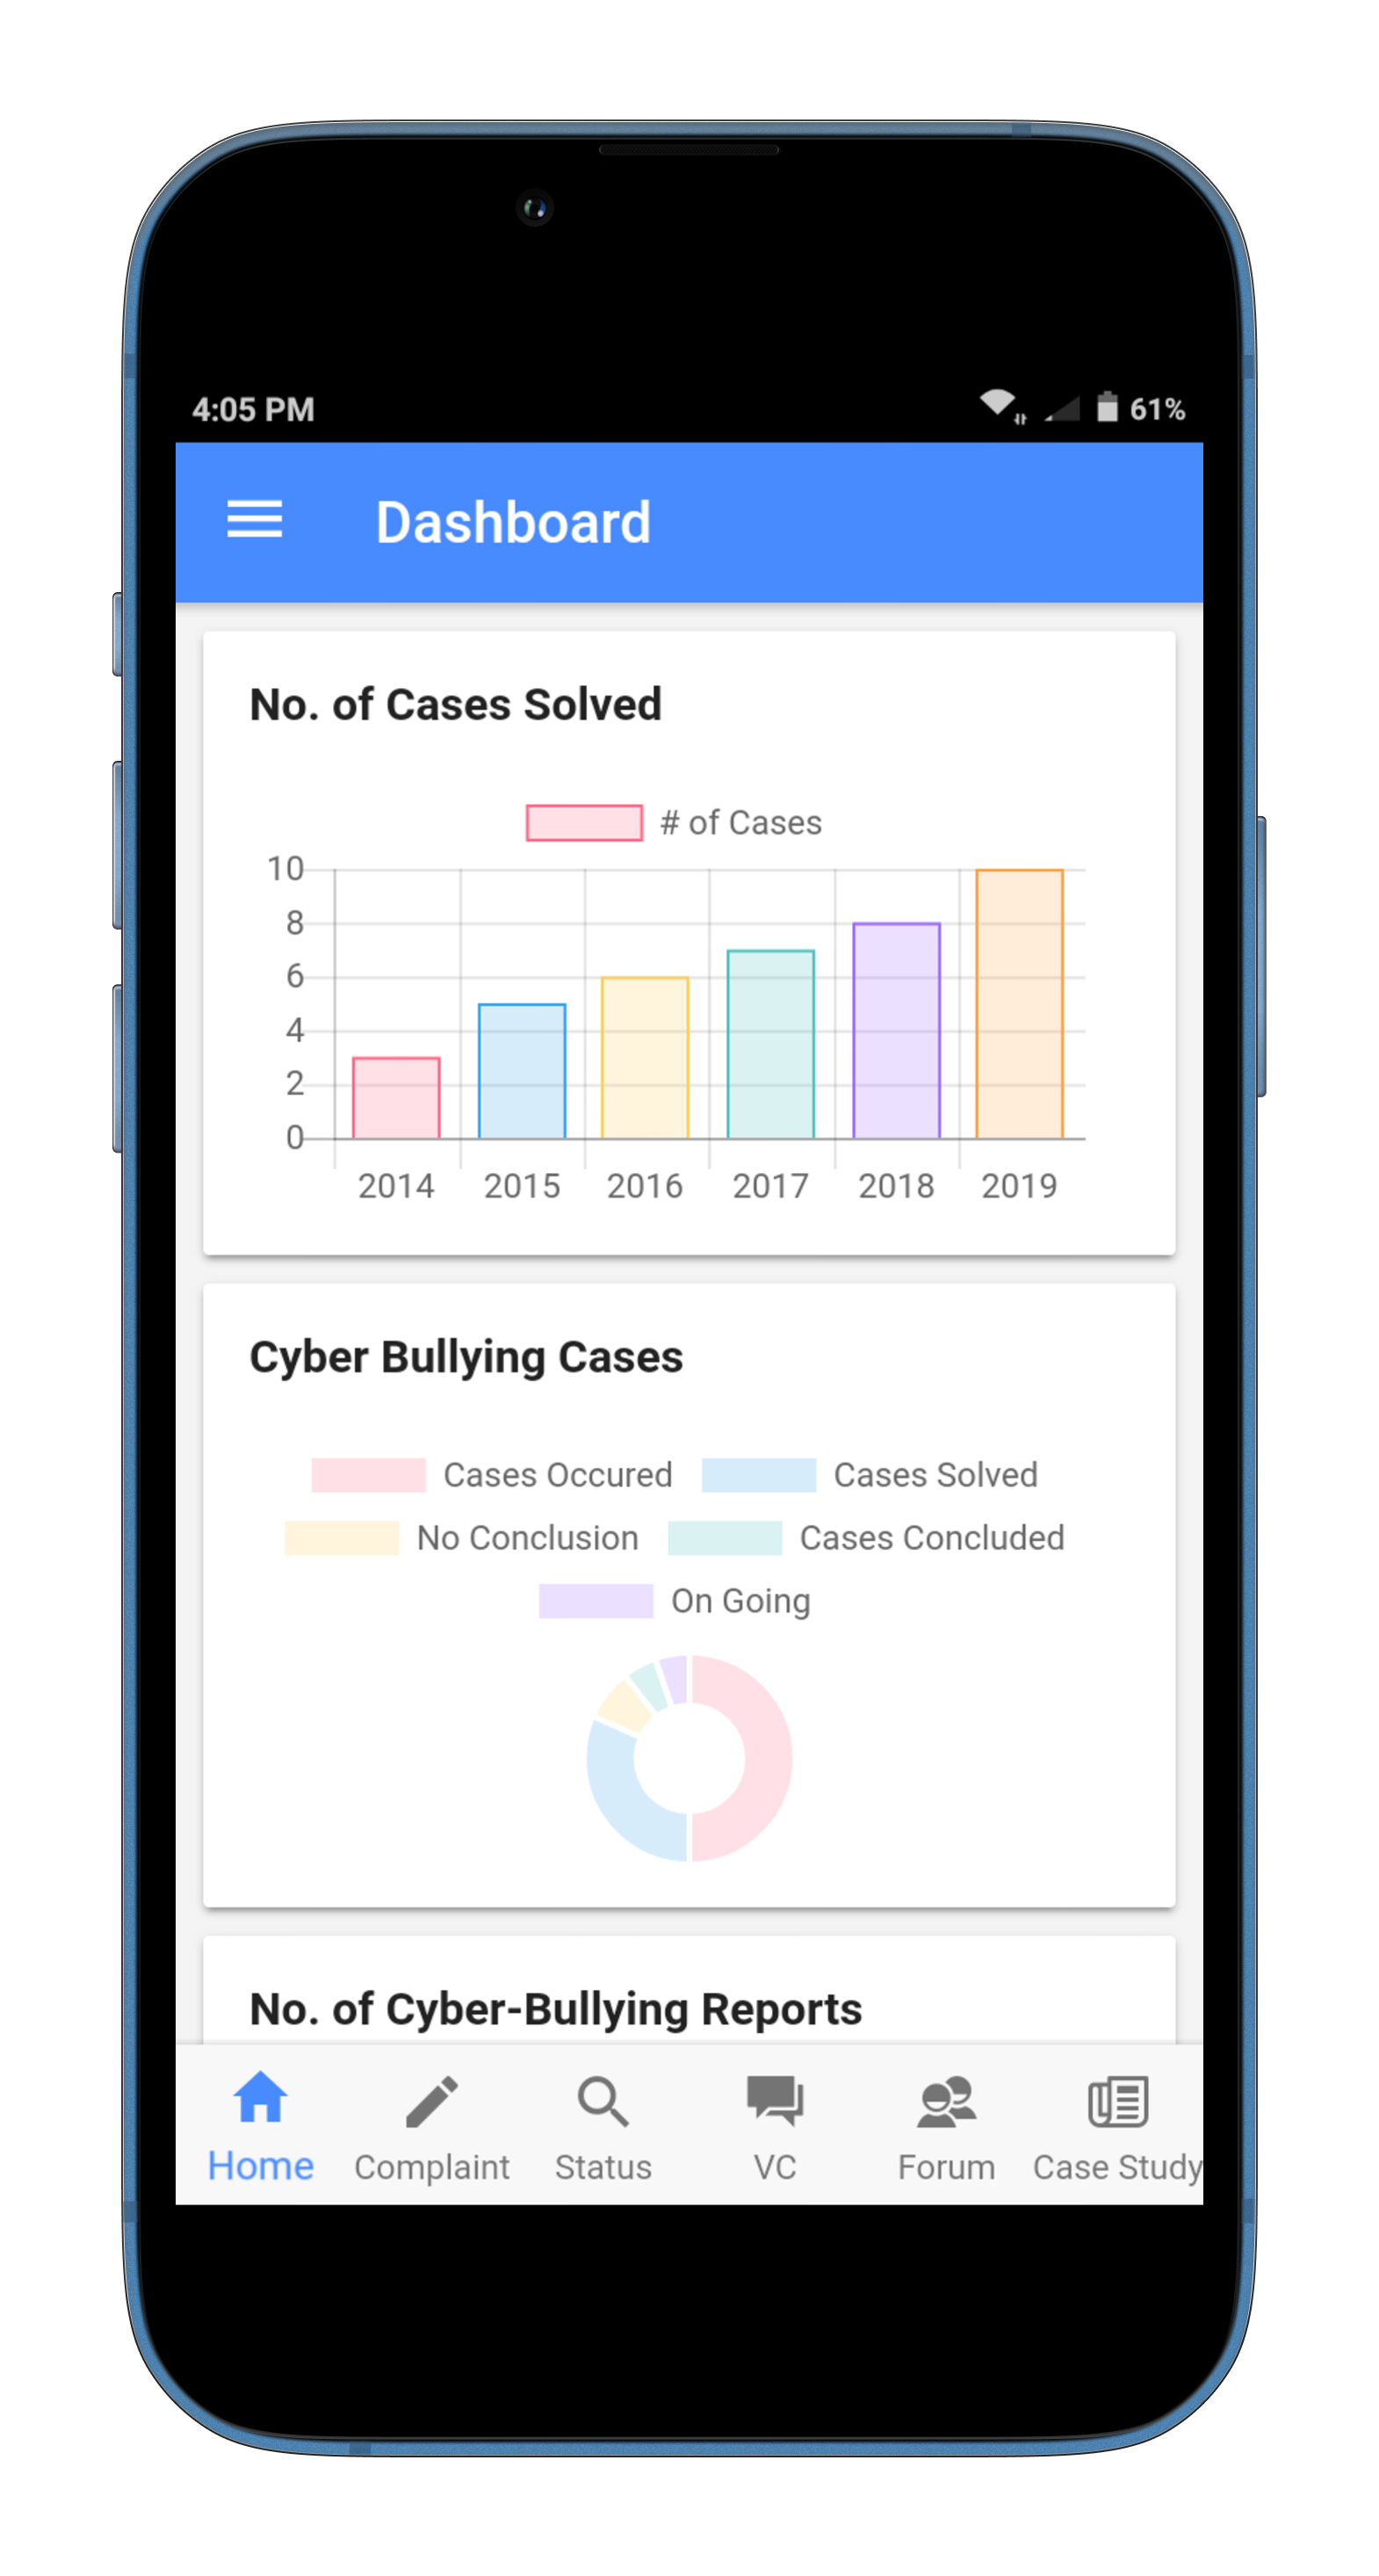 4:05 PM 61%
Dashboard
No. of Cases Solved
# of Cases
10
8
6
4
2
0
2014 2015 2016 2017 2018 2019
Cyber Bullying Cases
Cases Occured Cases Solved
No Conclusion Cases Concluded
On Going
No. of Cyber-Bullying Reports
Home Complaint Status VC Forum Case Study